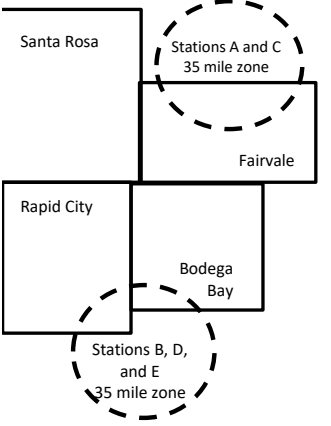 Santa Rosa
Stations A and C
35 mile zone
Fairvale
Rapid City
Bodega
Bay
Stations B, D,
and E
35 mile zone